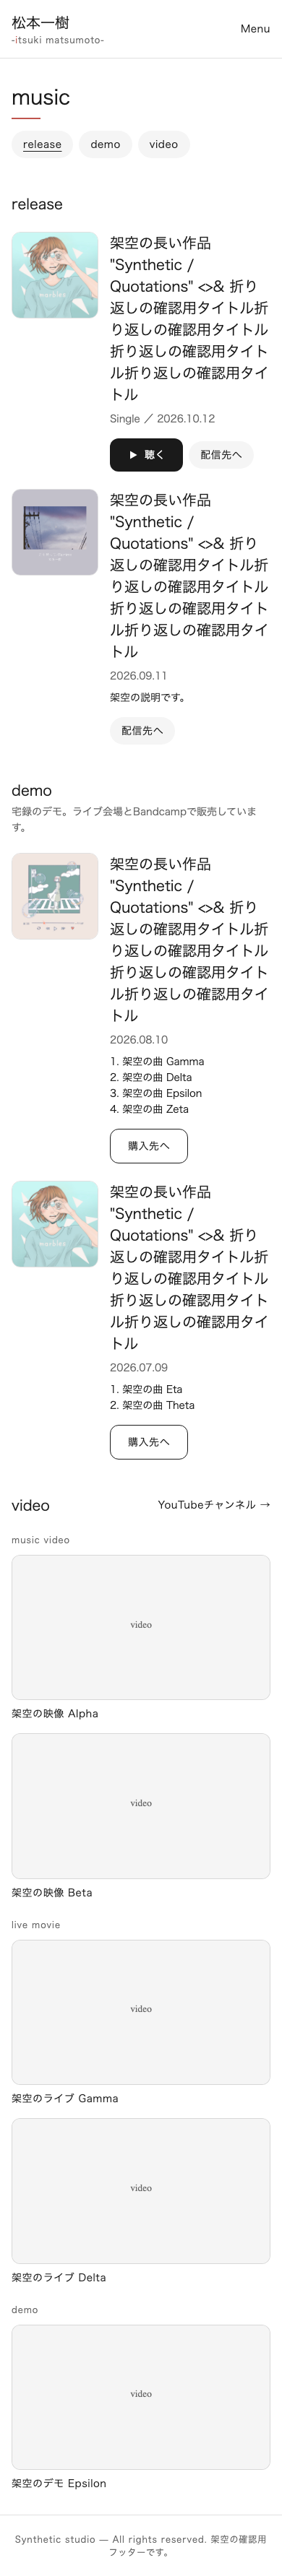 松本一樹
-itsuki matsumoto-
Menu
music
release
demo
video
release
架空の長い作品
"Synthetic /
Quotations" <>& 折り
返しの確認用タイトル折
り返しの確認用タイトル
折り返しの確認用タイト
ル折り返しの確認用タイ
トル
Single ／ 2026.10.12
▶ 聴く
配信先へ
架空の長い作品
"Synthetic /
Quotations" <>& 折り
返しの確認用タイトル折
り返しの確認用タイトル
折り返しの確認用タイト
ル折り返しの確認用タイ
トル
2026.09.11
架空の説明です。
配信先へ
demo
宅録のデモ。ライブ会場とBandcampで販売していま
す。
架空の長い作品
"Synthetic /
Quotations" <>& 折り
返しの確認用タイトル折
り返しの確認用タイトル
折り返しの確認用タイト
ル折り返しの確認用タイ
トル
2026.08.10
1. 架空の曲 Gamma
2. 架空の曲 Delta
3. 架空の曲 Epsilon
4. 架空の曲 Zeta
購入先へ
架空の長い作品
"Synthetic /
Quotations" <>& 折り
返しの確認用タイトル折
り返しの確認用タイトル
折り返しの確認用タイト
ル折り返しの確認用タイ
トル
2026.07.09
1. 架空の曲 Eta
2. 架空の曲 Theta
購入先へ
video
YouTubeチャンネル →
music video
video
架空の映像 Alpha
video
架空の映像 Beta
live movie
video
架空のライブ Gamma
video
架空のライブ Delta
demo
video
架空のデモ Epsilon
Synthetic studio — All rights reserved. 架空の確認用
フッターです。